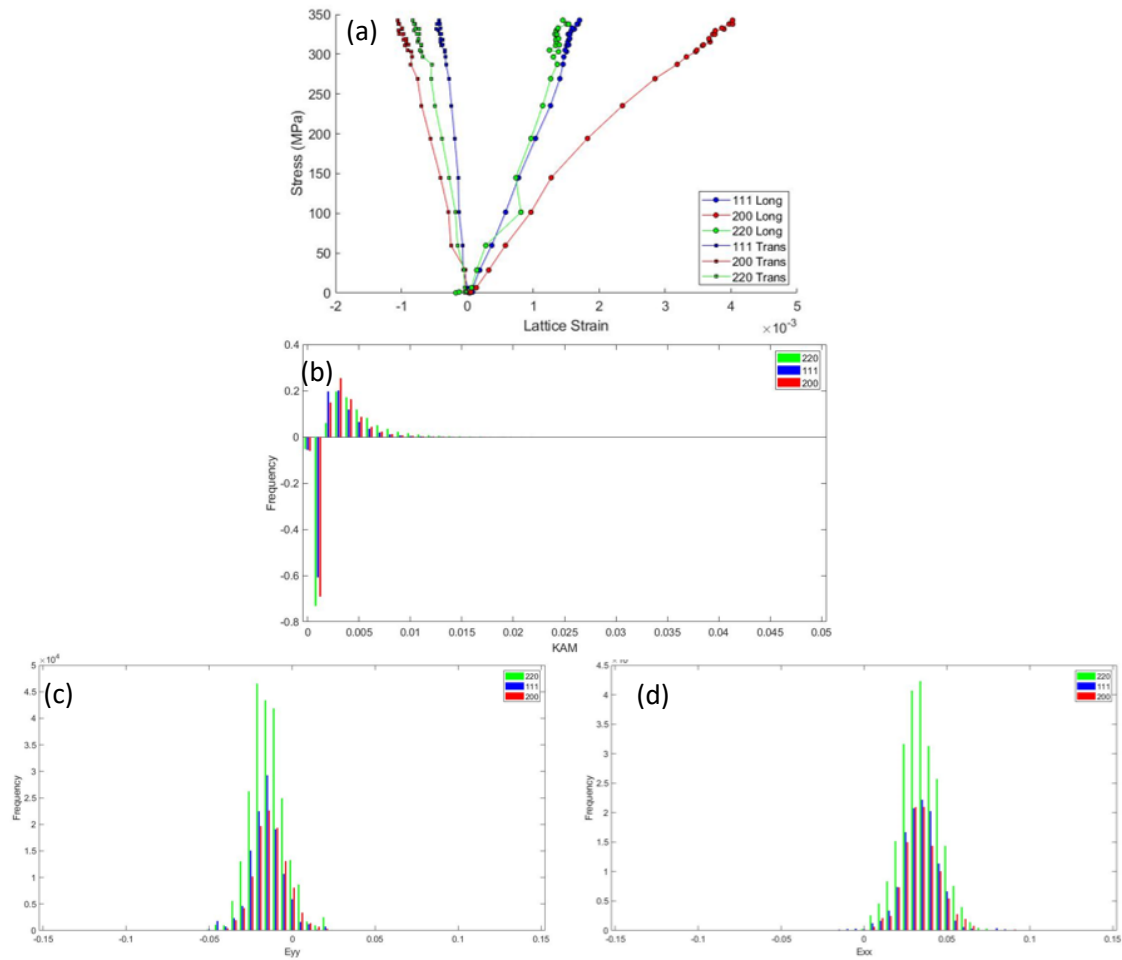 (a)
350
300
250
200
150
100
50
0
Stress (MPa)
-2 -1 0 1 2 3 4 5
Lattice Strain
×10⁻³
111 Long
200 Long
220 Long
111 Trans
200 Trans
220 Trans
(b)
0.4
0.2
0
-0.2
-0.4
-0.6
-0.8
Frequency
0 0.005 0.01 0.015 0.02 0.025 0.03 0.035 0.04 0.045 0.05
KAM
220
111
200
(c)
×10⁴
5
4.5
4
3.5
3
2.5
2
1.5
1
0.5
0
Frequency
-0.15 -0.1 -0.05 0 0.05 0.1 0.15
Eyy
220
111
200
(d)
4.5
4
3.5
3
2.5
2
1.5
1
0.5
0
Frequency
-0.15 -0.1 -0.05 0 0.05 0.1 0.15
Exx
220
111
200